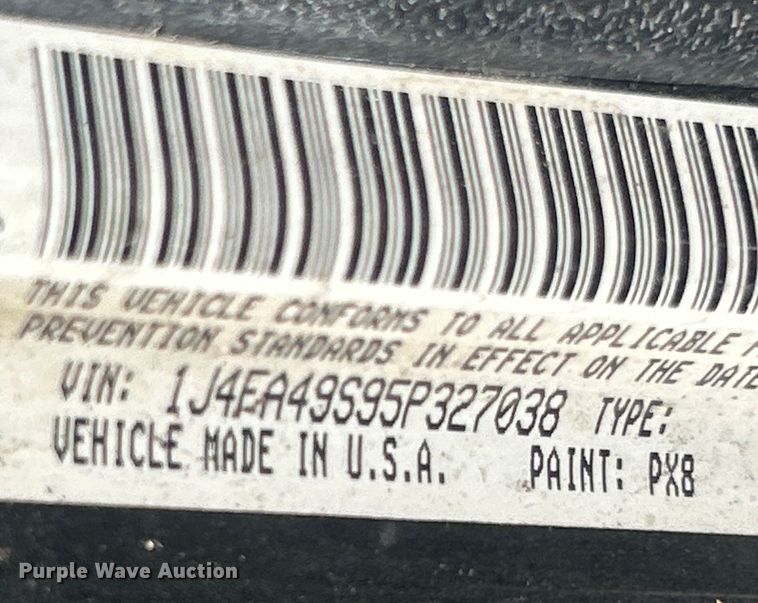 THIS VEHICLE CONFORMS TO ALL APPLICABLE
PREVENTION STANDARDS IN EFFECT ON THE DATE
VIN: 1J4FA49S95P327038 TYPE:
VEHICLE MADE IN U.S.A. PAINT: PX8
Purple Wave Auction